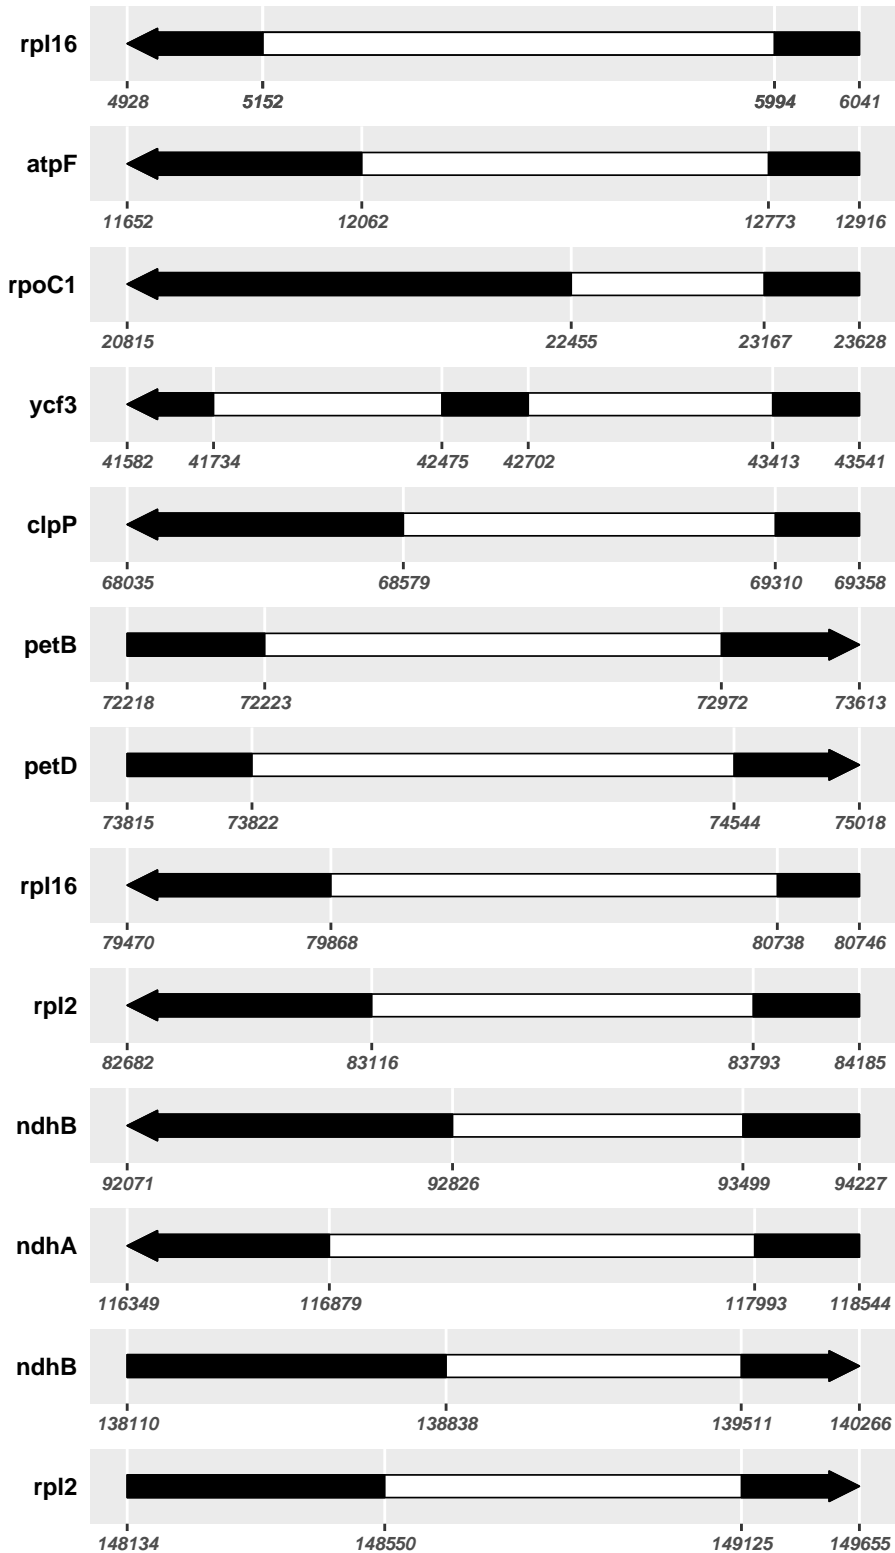 rpl16
4928 5152 5994 6041
atpF
11652 12062 12773 12916
rpoC1
20815 22455 23167 23628
ycf3
41582 41734 42475 42702 43413 43541
clpP
68035 68579 69310 69358
petB
72218 72223 72972 73613
petD
73815 73822 74544 75018
rpl16
79470 79868 80738 80746
rpl2
82682 83116 83793 84185
ndhB
92071 92826 93499 94227
ndhA
116349 116879 117993 118544
ndhB
138110 138838 139511 140266
rpl2
148134 148550 149125 149655